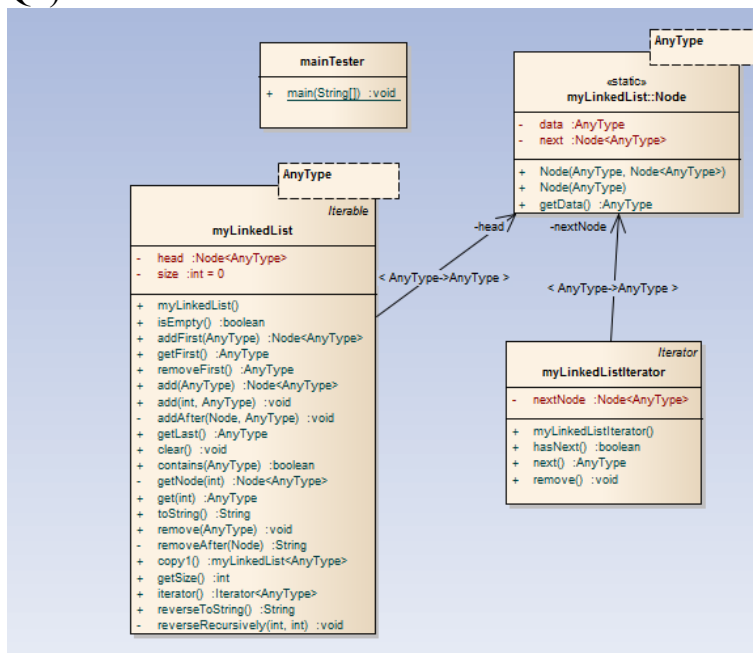 mainTester
+ main(String[]) :void
AnyType
«static»
myLinkedList::Node
- data :AnyType
- next :Node<AnyType>
+ Node(AnyType, Node<AnyType>)
+ Node(AnyType)
+ getData() :AnyType
AnyType
Iterable
myLinkedList
- head :Node<AnyType>
- size :int = 0
+ myLinkedList()
+ isEmpty() :boolean
+ addFirst(AnyType) :Node<AnyType>
+ getFirst() :AnyType
+ removeFirst() :AnyType
+ add(AnyType) :Node<AnyType>
+ add(int, AnyType) :void
- addAfter(Node, AnyType) :void
+ getLast() :AnyType
+ clear() :void
+ contains(AnyType) :boolean
- getNode(int) :Node<AnyType>
+ get(int) :AnyType
+ toString() :String
+ remove(AnyType) :void
- removeAfter(Node) :String
+ copy1() :myLinkedList<AnyType>
+ getSize() :int
+ iterator() :Iterator<AnyType>
+ reverseToString() :String
- reverseRecursively(int, int) :void
-head
< AnyType->AnyType >
-nextNode
< AnyType->AnyType >
Iterator
myLinkedListIterator
- nextNode :Node<AnyType>
+ myLinkedListIterator()
+ hasNext() :boolean
+ next() :AnyType
+ remove() :void